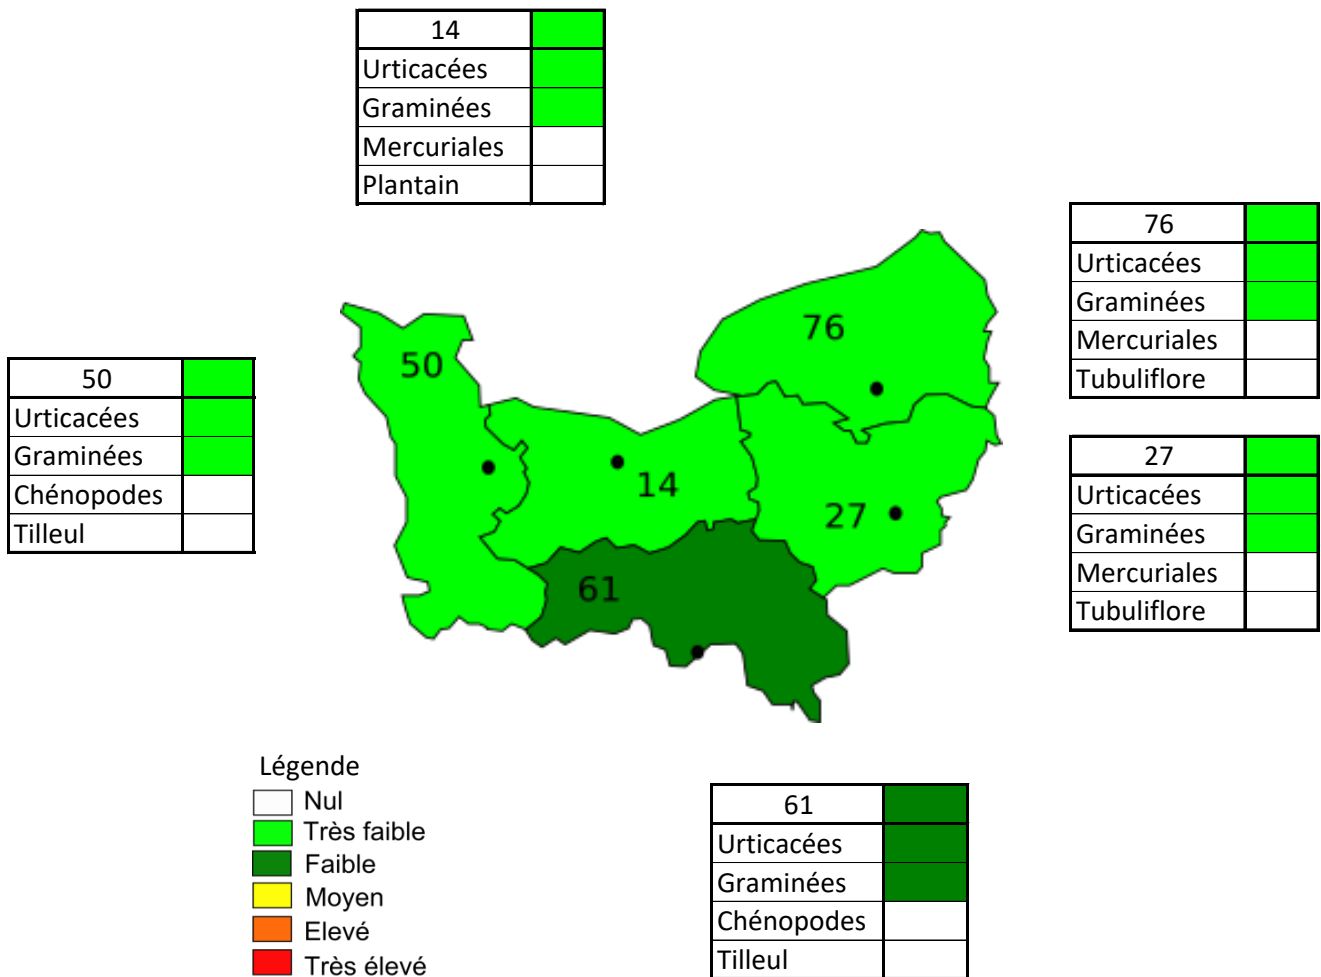 14
Urticacées
Graminées
Mercuriales
Plantain
76
Urticacées
Graminées
Mercuriales
Tubuliflore
50
Urticacées
Graminées
Chénopodes
Tilleul
27
Urticacées
Graminées
Mercuriales
Tubuliflore
76
50
14
27
61
Légende
Nul
Très faible
Faible
Moyen
Elevé
Très élevé
61
Urticacées
Graminées
Chénopodes
Tilleul